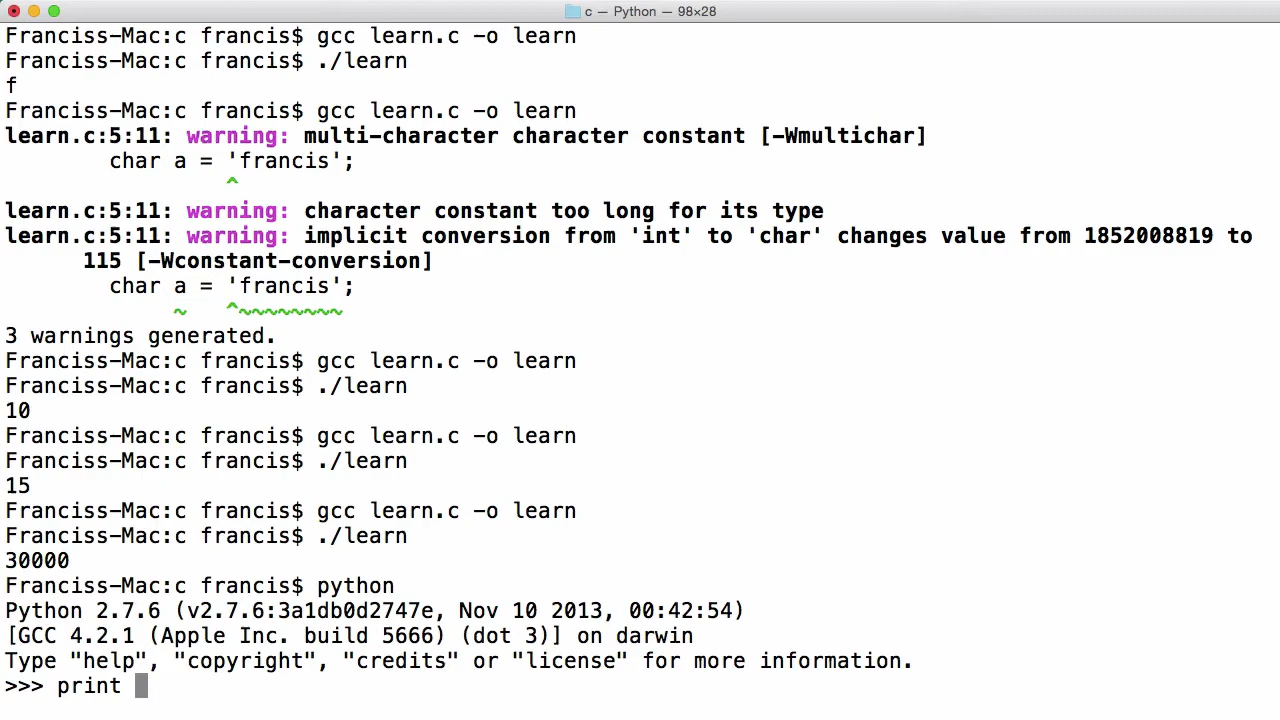 c — Python — 98×28
Franciss-Mac:c francis$ gcc learn.c -o learn
Franciss-Mac:c francis$ ./learn
f
Franciss-Mac:c francis$ gcc learn.c -o learn
learn.c:5:11: warning: multi-character character constant [-Wmultichar]
        char a = 'francis';
                 ^
learn.c:5:11: warning: character constant too long for its type
learn.c:5:11: warning: implicit conversion from 'int' to 'char' changes value from 1852008819 to
      115 [-Wconstant-conversion]
        char a = 'francis';
             ~   ^~~~~~~~~
3 warnings generated.
Franciss-Mac:c francis$ gcc learn.c -o learn
Franciss-Mac:c francis$ ./learn
10
Franciss-Mac:c francis$ gcc learn.c -o learn
Franciss-Mac:c francis$ ./learn
15
Franciss-Mac:c francis$ gcc learn.c -o learn
Franciss-Mac:c francis$ ./learn
30000
Franciss-Mac:c francis$ python
Python 2.7.6 (v2.7.6:3a1db0d2747e, Nov 10 2013, 00:42:54)
[GCC 4.2.1 (Apple Inc. build 5666) (dot 3)] on darwin
Type "help", "copyright", "credits" or "license" for more information.
>>> print